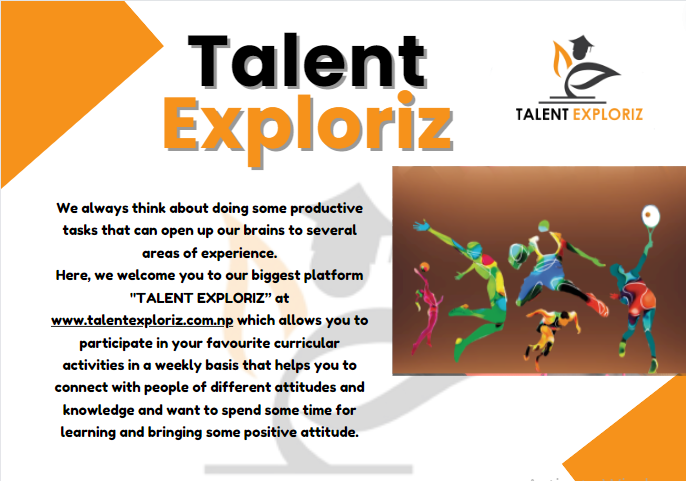 Talent
Exploriz
TALENT EXPLORIZ
We always think about doing some productive
tasks that can open up our brains to several
areas of experience.
Here, we welcome you to our biggest platform
"TALENT EXPLORIZ” at
www.talentexploriz.com.np which allows you to
participate in your favourite curricular
activities in a weekly basis that helps you to
connect with people of different attitudes and
knowledge and want to spend some time for
learning and bringing some positive attitude.